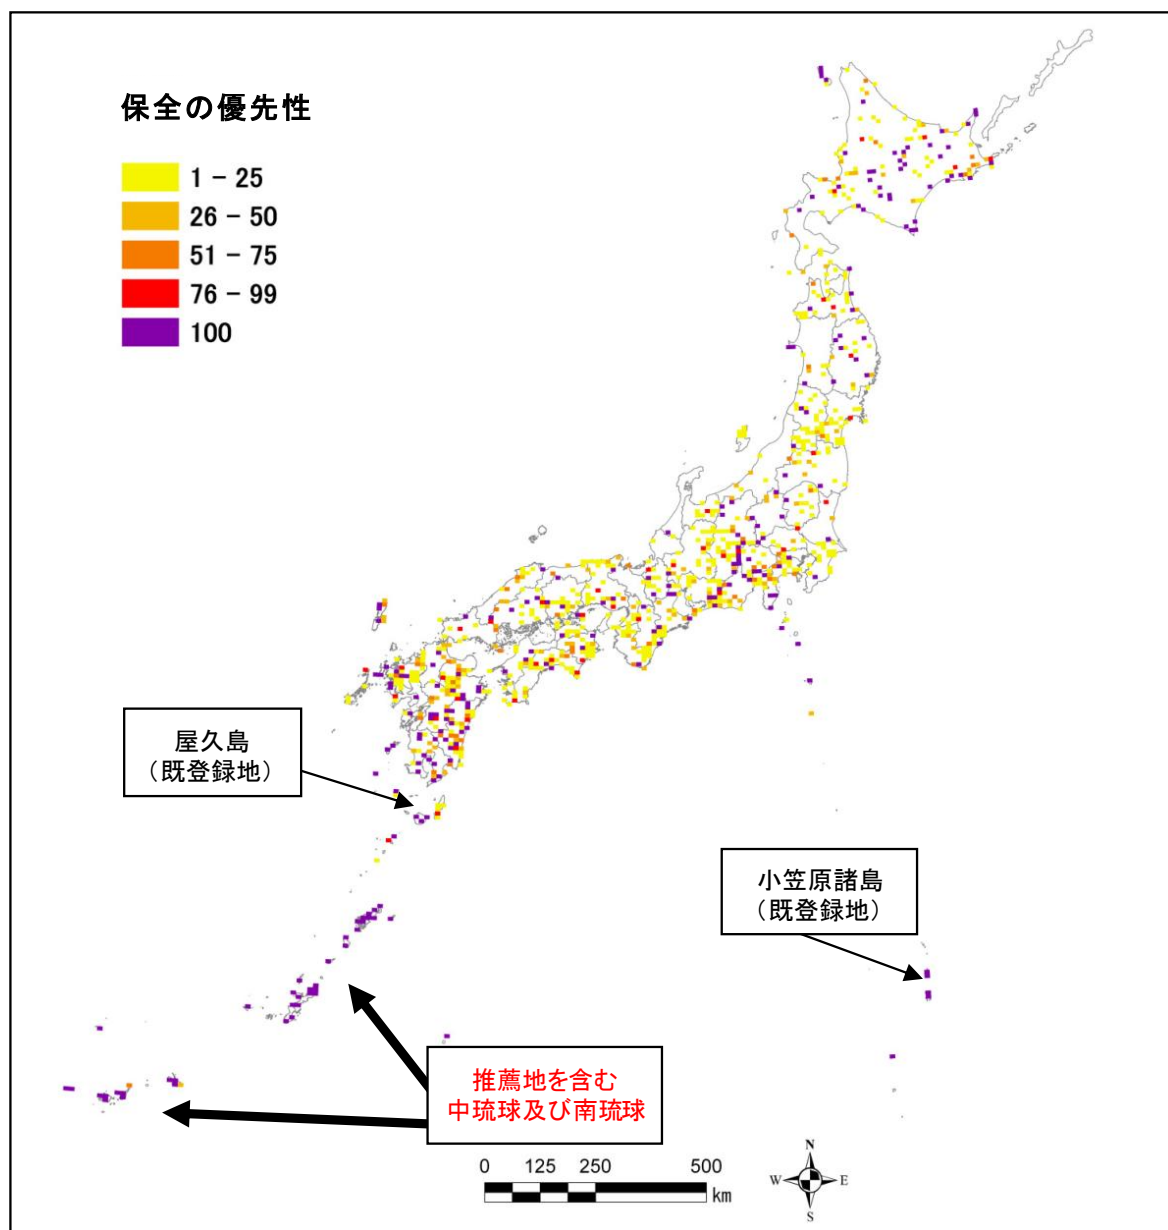 保全の優先性
1 － 25
26 － 50
51 － 75
76 － 99
100
屋久島
（既登録地）
小笠原諸島
（既登録地）
推薦地を含む
中琉球及び南琉球
0 125 250 500
km
N
W E
S